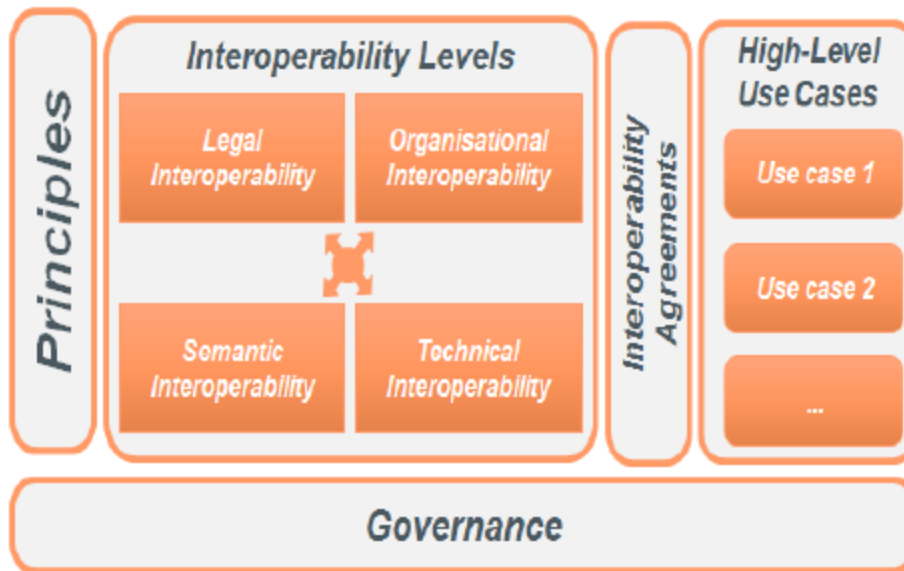 Principles
Interoperability Levels
Legal
Interoperability
Organisational
Interoperability
Semantic
Interoperability
Technical
Interoperability
Interoperability
Agreements
High-Level
Use Cases
Use case 1
Use case 2
...
Governance